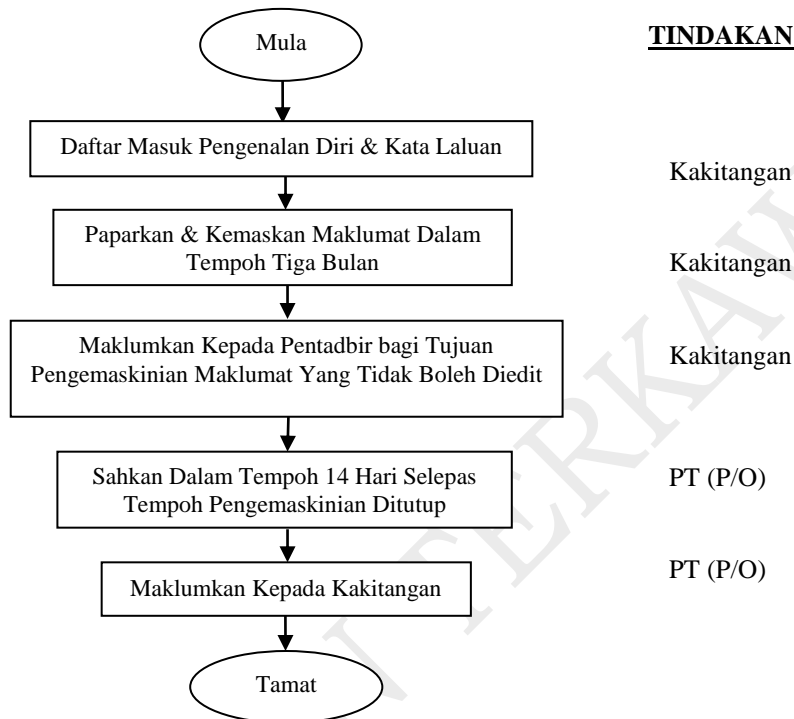 Mula
TINDAKAN
Daftar Masuk Pengenalan Diri & Kata Laluan
Kakitangan
Paparkan & Kemaskan Maklumat Dalam
Tempoh Tiga Bulan
Kakitangan
Maklumkan Kepada Pentadbir bagi Tujuan
Pengemaskinian Maklumat Yang Tidak Boleh Diedit
Kakitangan
Sahkan Dalam Tempoh 14 Hari Selepas
Tempoh Pengemaskinian Ditutup
PT (P/O)
Maklumkan Kepada Kakitangan
PT (P/O)
Tamat